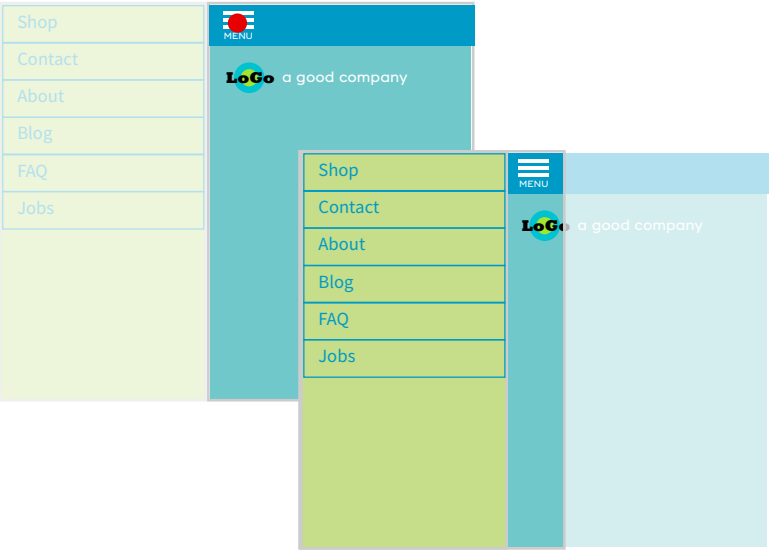 Shop
Contact
About
Blog
FAQ
Jobs
MENU
LoGo a good company
Shop
Contact
About
Blog
FAQ
Jobs
MENU
LoGo a good company